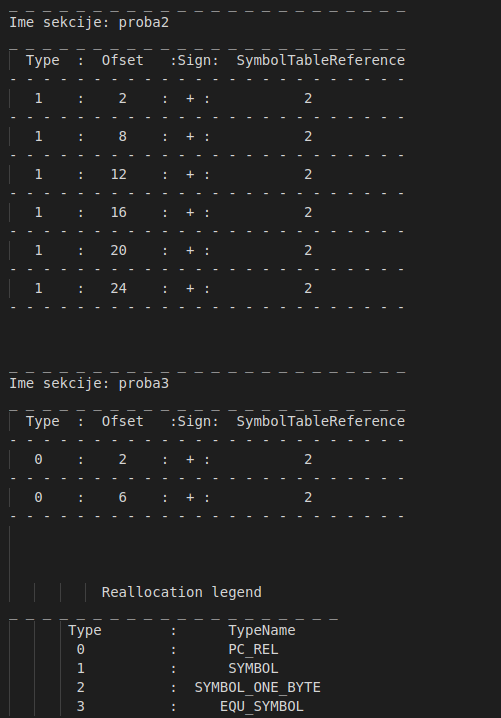 _ _ _ _ _ _ _ _ _ _ _ _ _ _ _ _ _ _ _ _ _ _ _ _
Ime sekcije: proba2
_ _ _ _ _ _ _ _ _ _ _ _ _ _ _ _ _ _ _ _ _ _ _ _
Type : Ofset :Sign: SymbolTableReference
- - - - - - - - - - - - - - - - - - - - - - - -
1 : 2 : + : 2
- - - - - - - - - - - - - - - - - - - - - - - -
1 : 8 : + : 2
- - - - - - - - - - - - - - - - - - - - - - - -
1 : 12 : + : 2
- - - - - - - - - - - - - - - - - - - - - - - -
1 : 16 : + : 2
- - - - - - - - - - - - - - - - - - - - - - - -
1 : 20 : + : 2
- - - - - - - - - - - - - - - - - - - - - - - -
1 : 24 : + : 2
- - - - - - - - - - - - - - - - - - - - - - - -
_ _ _ _ _ _ _ _ _ _ _ _ _ _ _ _ _ _ _ _ _ _ _ _
Ime sekcije: proba3
_ _ _ _ _ _ _ _ _ _ _ _ _ _ _ _ _ _ _ _ _ _ _ _
Type : Ofset :Sign: SymbolTableReference
- - - - - - - - - - - - - - - - - - - - - - - -
0 : 2 : + : 2
- - - - - - - - - - - - - - - - - - - - - - - -
0 : 6 : + : 2
- - - - - - - - - - - - - - - - - - - - - - - -
Reallocation legend
_ _ _ _ _ _ _ _ _ _ _ _ _ _ _ _ _ _ _ _
Type : TypeName
0 : PC_REL
1 : SYMBOL
2 : SYMBOL_ONE_BYTE
3 : EQU_SYMBOL